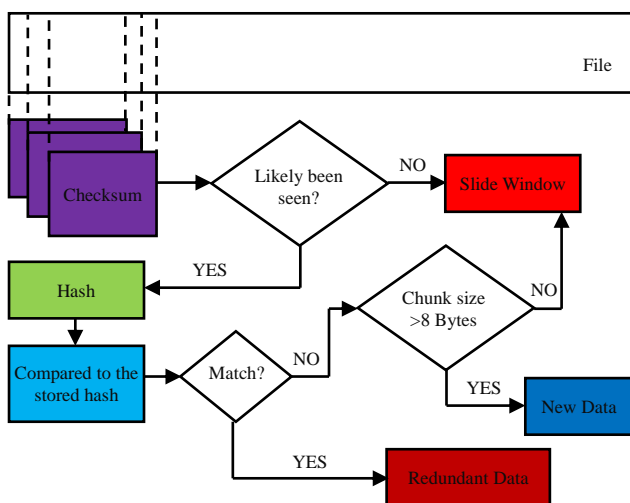 File
Checksum
Likely been
seen?
NO
Slide Window
YES
Hash
Chunk size
>8 Bytes
NO
Compared to the
stored hash
Match?
NO
YES
New Data
YES
Redundant Data